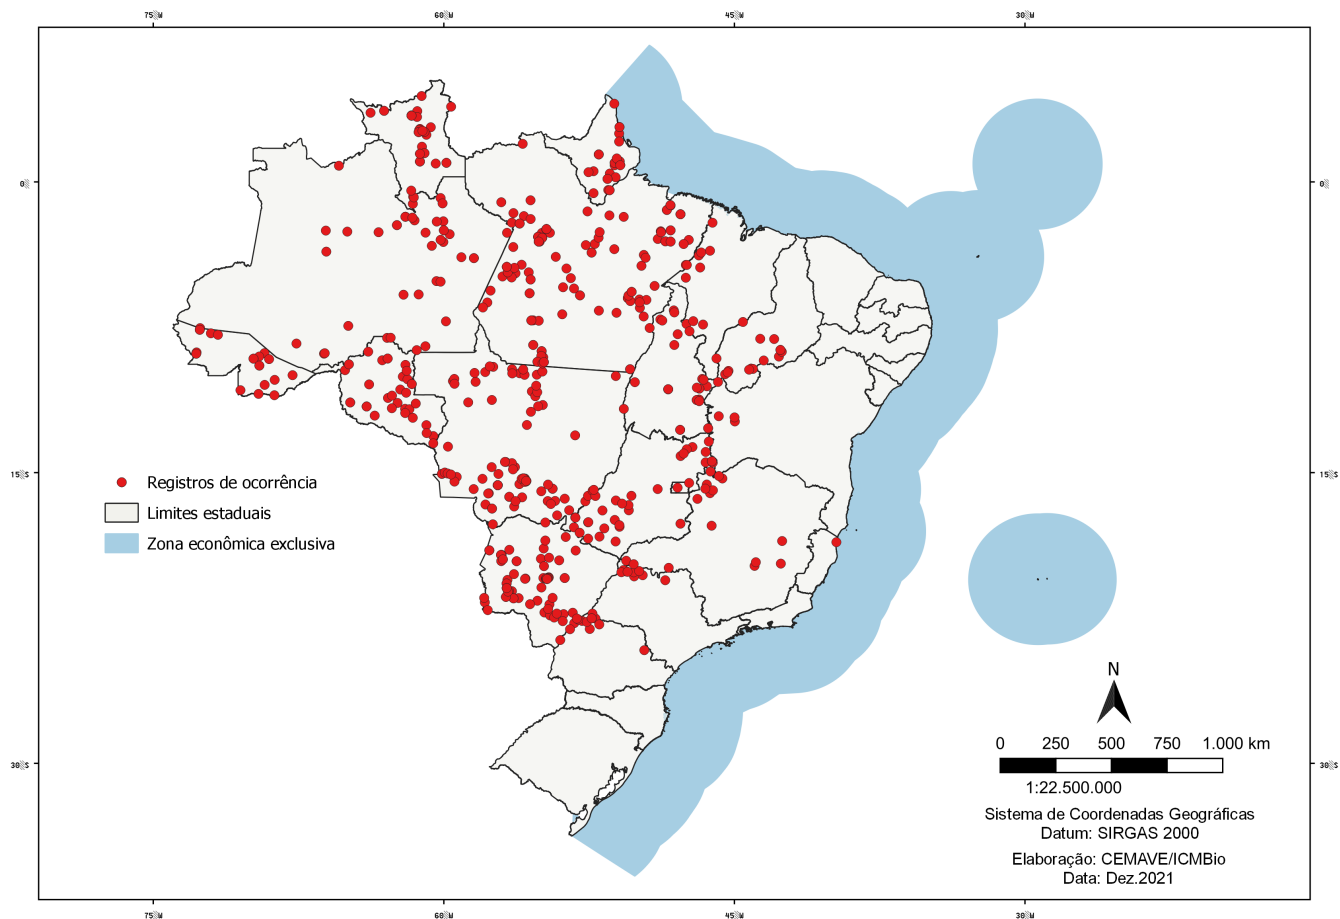 75°W 60°W 45°W 30°W
0° 0°
Registros de ocorrência
Limites estaduais
Zona econômica exclusiva
15°S 15°S
N
0 250 500 750 1.000 km
1:22.500.000
30°S 30°S
Sistema de Coordenadas Geográficas
Datum: SIRGAS 2000
Elaboração: CEMAVE/ICMBio
Data: Dez.2021
75°W 60°W 45°W 30°W